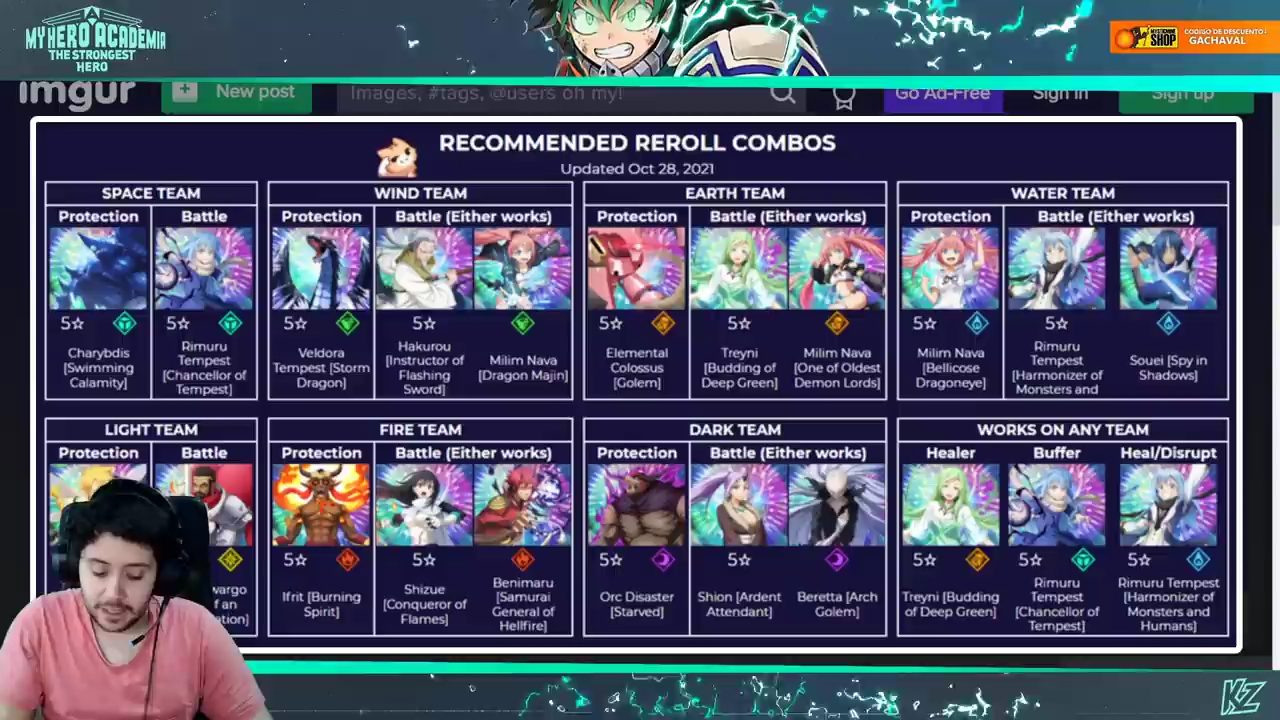 MY HERO ACADEMIA
THE STRONGEST
HERO
MYSTICMINE
SHOP
CODIGO DE DESCUENTO:
GACHAVAL
imgur
New post
Images, #tags, @users oh my!
Go Ad-Free
Sign in
Sign up
RECOMMENDED REROLL COMBOS
Updated Oct 28, 2021
SPACE TEAM
Protection
Battle
5☆
5☆
Charybdis
[Swimming
Calamity]
Rimuru
Tempest
[Chancellor of
Tempest]
WIND TEAM
Protection
Battle (Either works)
5☆
5☆
Veldora
Tempest [Storm
Dragon]
Hakurou
[Instructor of
Flashing
Sword]
Milim Nava
[Dragon Majin]
EARTH TEAM
Protection
Battle (Either works)
5☆
5☆
Elemental
Colossus
[Golem]
Treyni
[Budding of
Deep Green]
Milim Nava
[One of Oldest
Demon Lords]
WATER TEAM
Protection
Battle (Either works)
5☆
5☆
Milim Nava
[Bellicose
Dragoneye]
Rimuru
Tempest
[Harmonizer of
Monsters and
Souei [Spy in
Shadows]
LIGHT TEAM
Protection
Battle
FIRE TEAM
Protection
Battle (Either works)
5☆
5☆
Ifrit [Burning
Spirit]
Shizue
[Conqueror of
Flames]
Benimaru
[Samurai
General of
Hellfire]
DARK TEAM
Protection
Battle (Either works)
5☆
5☆
Orc Disaster
[Starved]
Shion [Ardent
Attendant]
Beretta [Arch
Golem]
WORKS ON ANY TEAM
Healer
Buffer
Heal/Disrupt
5☆
5☆
5☆
Treyni [Budding
of Deep Green]
Rimuru
Tempest
[Chancellor of
Tempest]
Rimuru Tempest
[Harmonizer of
Monsters and
Humans]
KZ